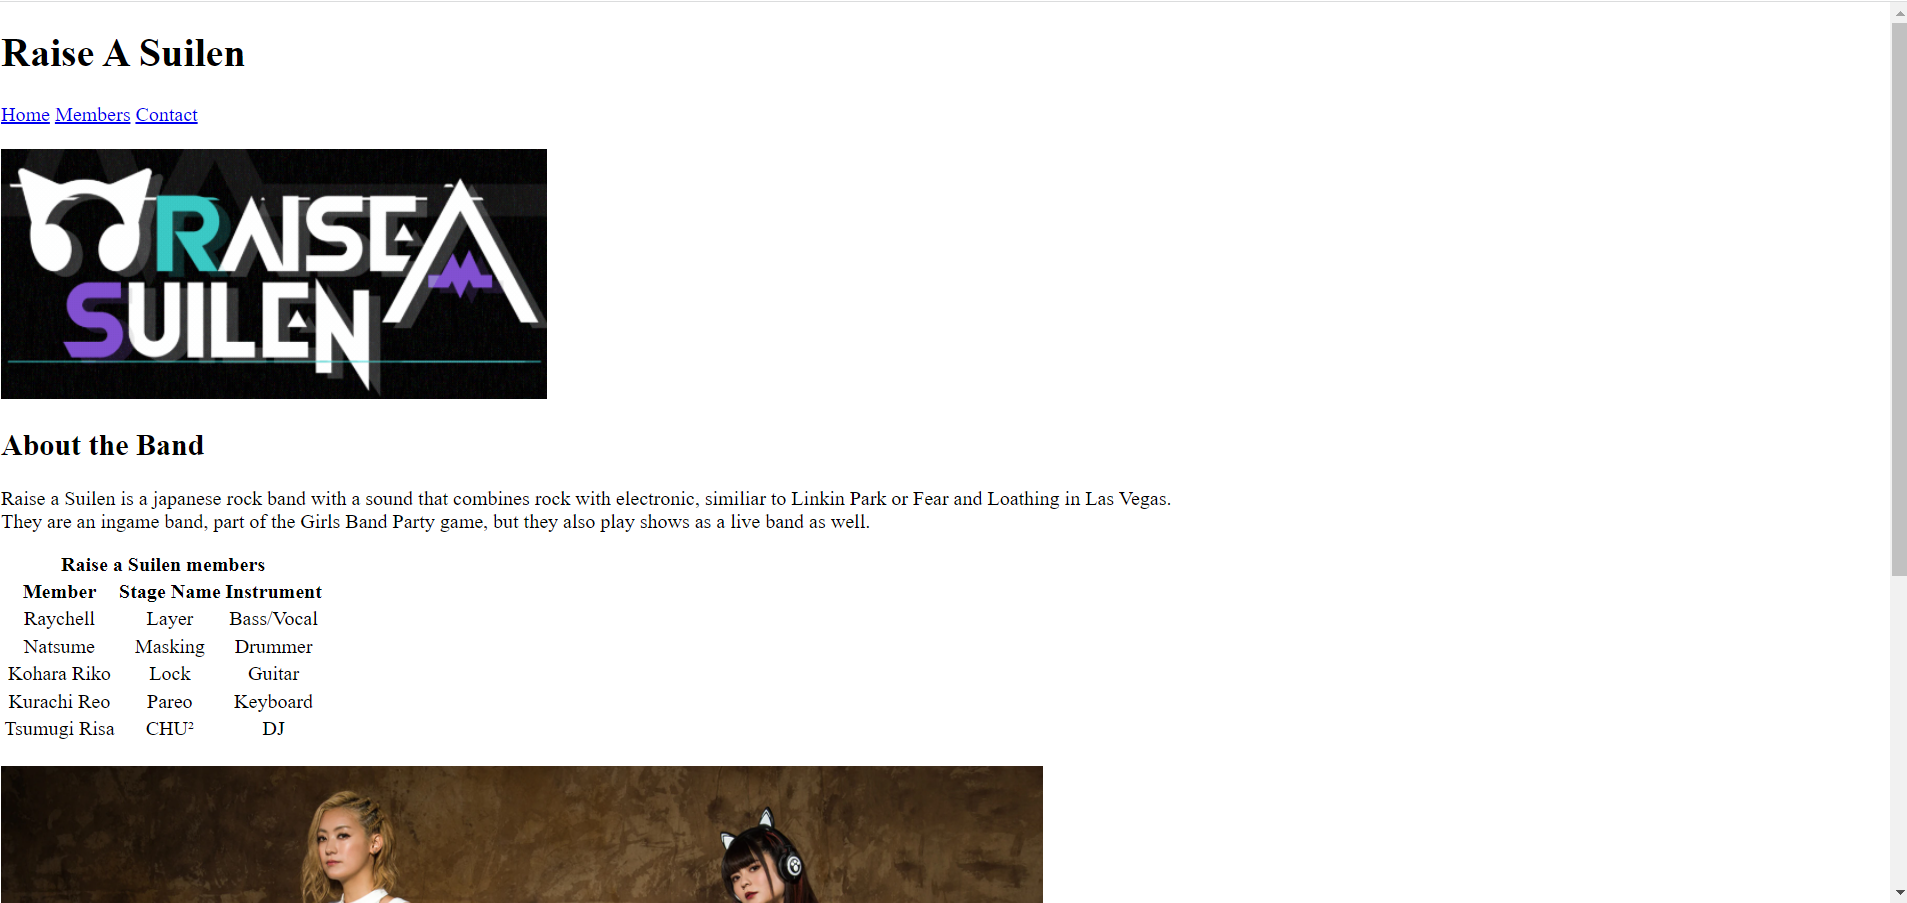 Raise A Suilen
Home Members Contact
RAISE A
SUILEN
About the Band
Raise a Suilen is a japanese rock band with a sound that combines rock with electronic, similiar to Linkin Park or Fear and Loathing in Las Vegas.
They are an ingame band, part of the Girls Band Party game, but they also play shows as a live band as well.
Raise a Suilen members
Member Stage Name Instrument
Raychell Layer Bass/Vocal
Natsume Masking Drummer
Kohara Riko Lock Guitar
Kurachi Reo Pareo Keyboard
Tsumugi Risa CHU² DJ